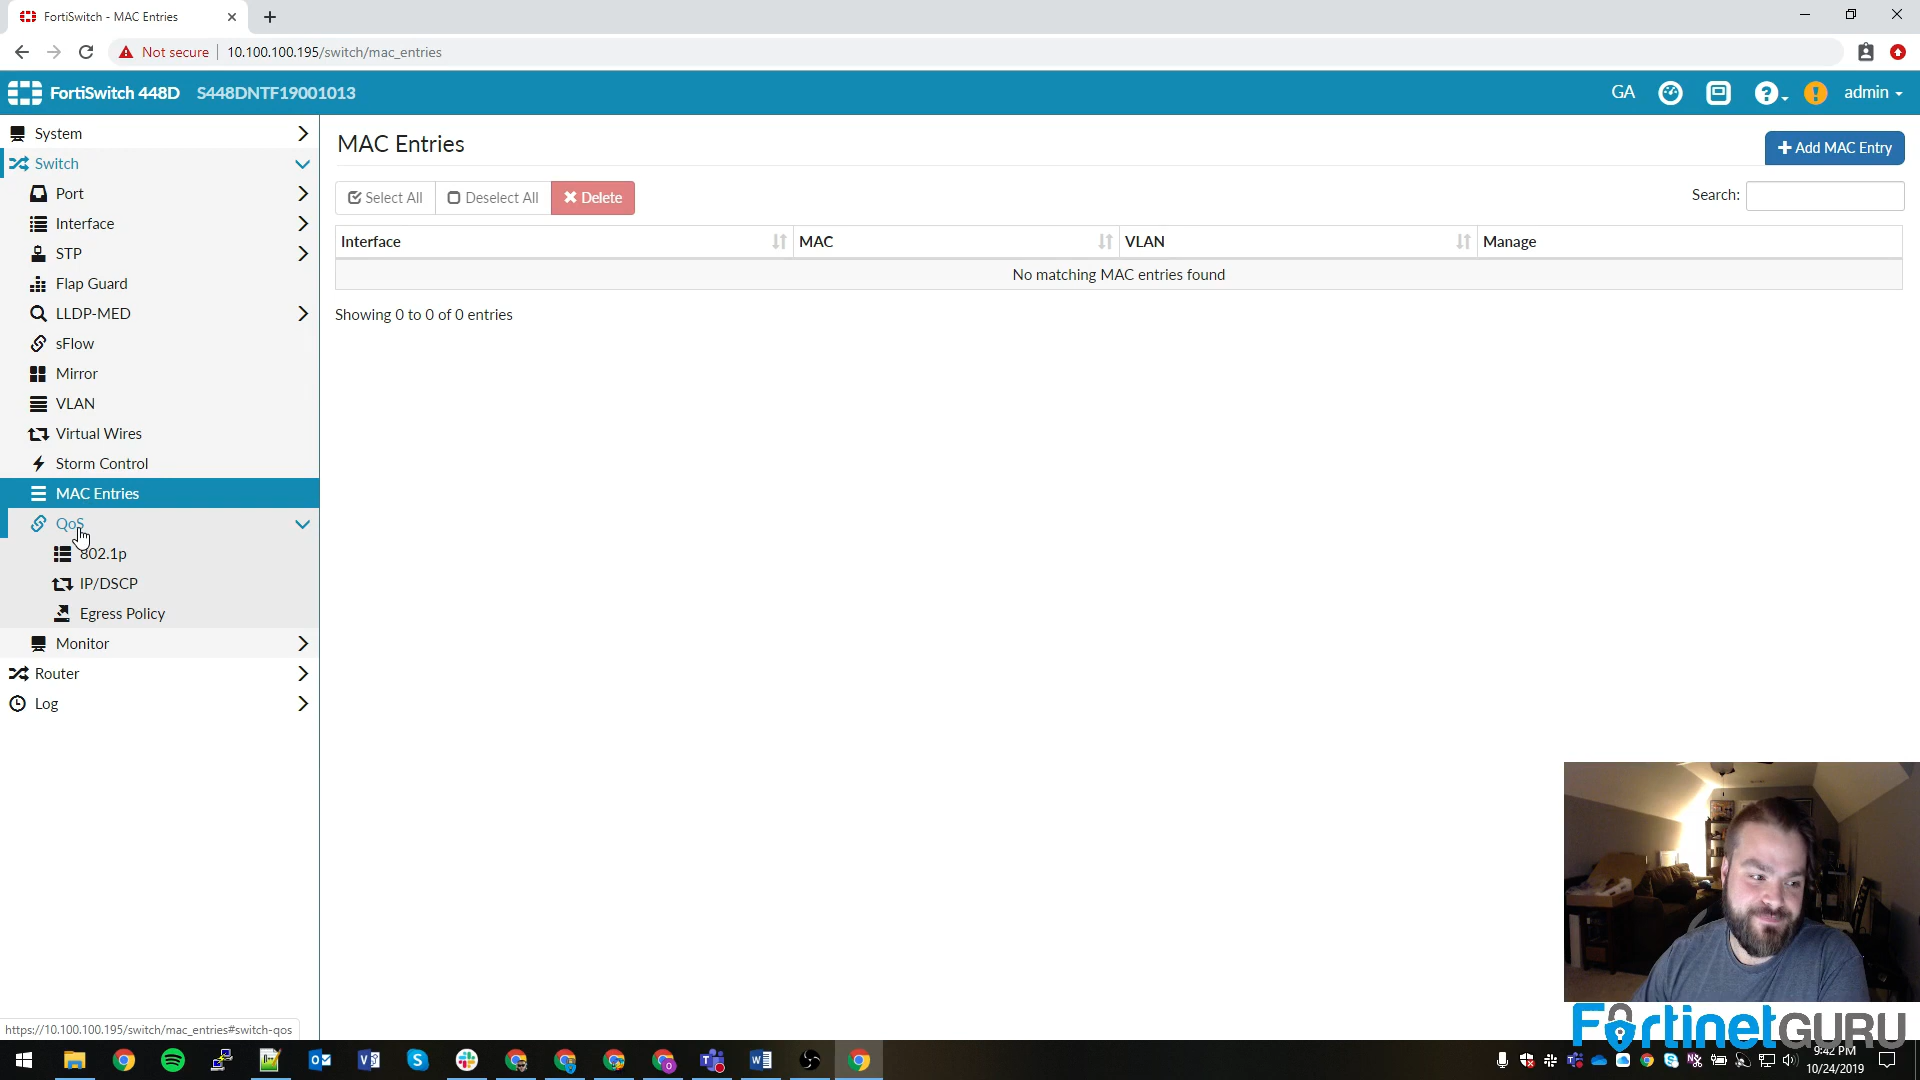 FortiSwitch - MAC Entries
Not secure
10.100.100.195/switch/mac_entries
FortiSwitch 448D S448DNTF19001013
GA
admin
System
Switch
Port
Interface
STP
Flap Guard
LLDP-MED
sFlow
Mirror
VLAN
Virtual Wires
Storm Control
MAC Entries
QoS
802.1p
IP/DSCP
Egress Policy
Monitor
Router
Log
MAC Entries
Add MAC Entry
Select All
Deselect All
Delete
Search:
Interface MAC VLAN Manage
No matching MAC entries found
Showing 0 to 0 of 0 entries
https://10.100.100.195/switch/mac_entries#switch-qos
FortinetGURU
9:42 PM
10/24/2019